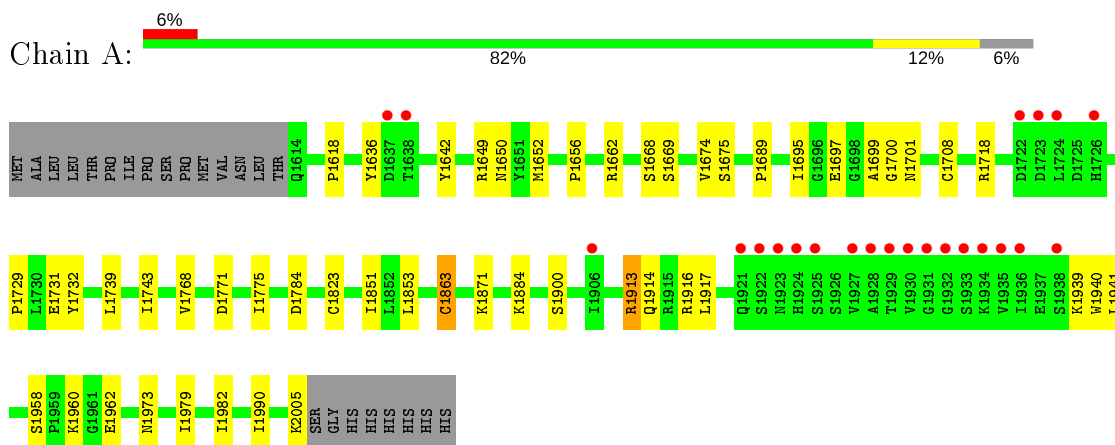 6%
Chain A:
82% 12% 6%
MET ALA LEU LEU THR PRO ILE PRO SER PRO MET VAL ASN LEU THR Q1614 P1618 Y1636 D1637 T1638 Y1642 R1649 N1650 Y1651 M1652 P1656 R1662 S1668 S1669 V1674 S1675 P1689 I1695 G1696 E1697 G1698 A1699 G1700 N1701 C1708 R1718 D1722 D1723 L1724 D1725 H1726
P1729 L1730 E1731 Y1732 L1739 I1743 V1768 D1771 I1775 D1784 C1823 I1851 L1852 L1853 C1863 K1871 K1884 S1900 I1906 R1913 Q1914 R1915 R1916 L1917 Q1921 S1922 N1923 H1924 S1925 S1926 V1927 A1928 T1929 V1930 G1931 G1932 S1933 K1934 V1935 I1936 E1937 S1938 K1939 W1940 L1941
S1958 P1959 K1960 G1961 E1962 N1973 I1979 I1982 I1990 K2005 SER GLY HIS HIS HIS HIS HIS HIS